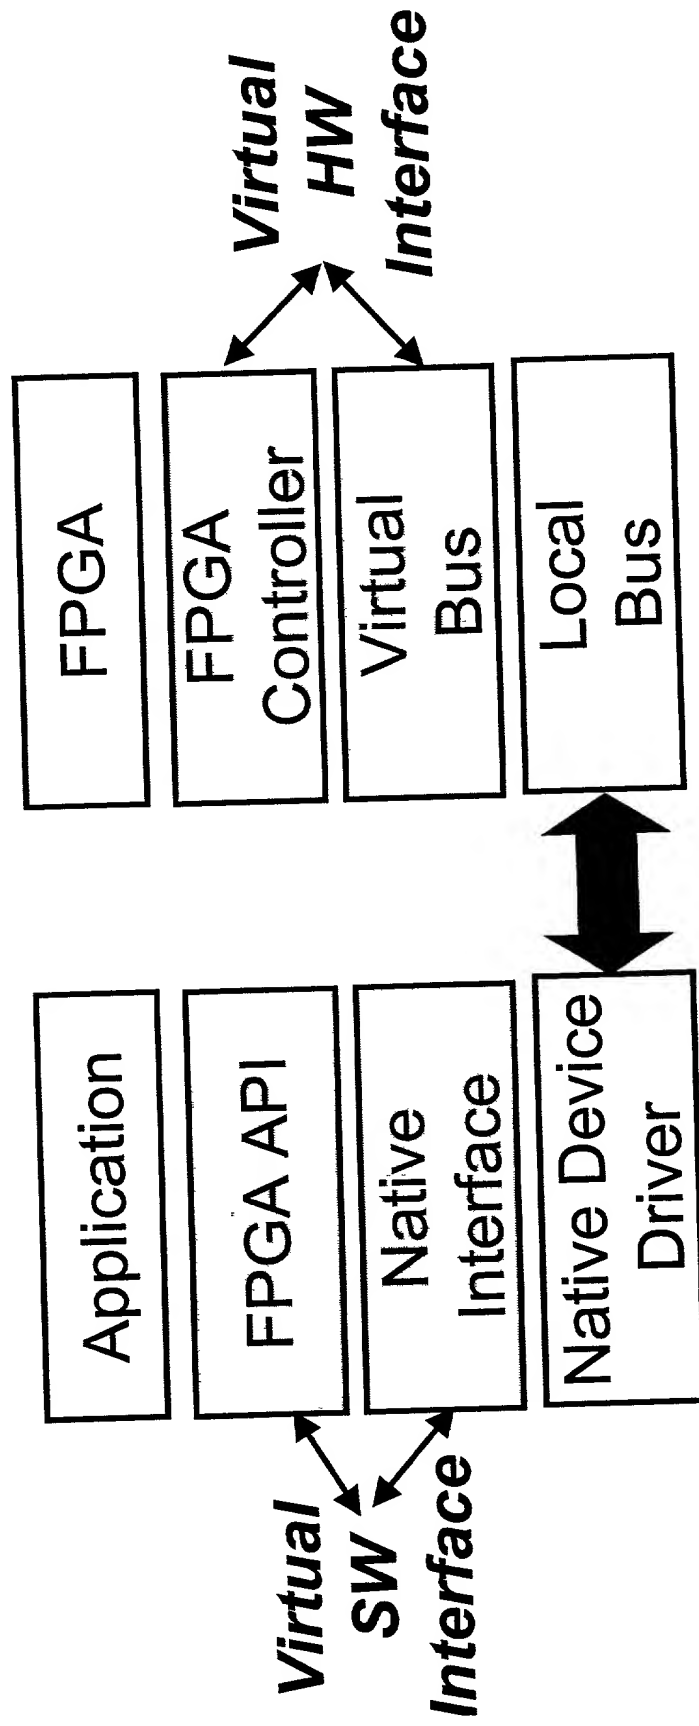 Virtual
SW
Interface
Application
FPGA API
Native
Interface
Native Device
Driver
FPGA
FPGA
Controller
Virtual
Bus
Local
Bus
Virtual
HW
Interface